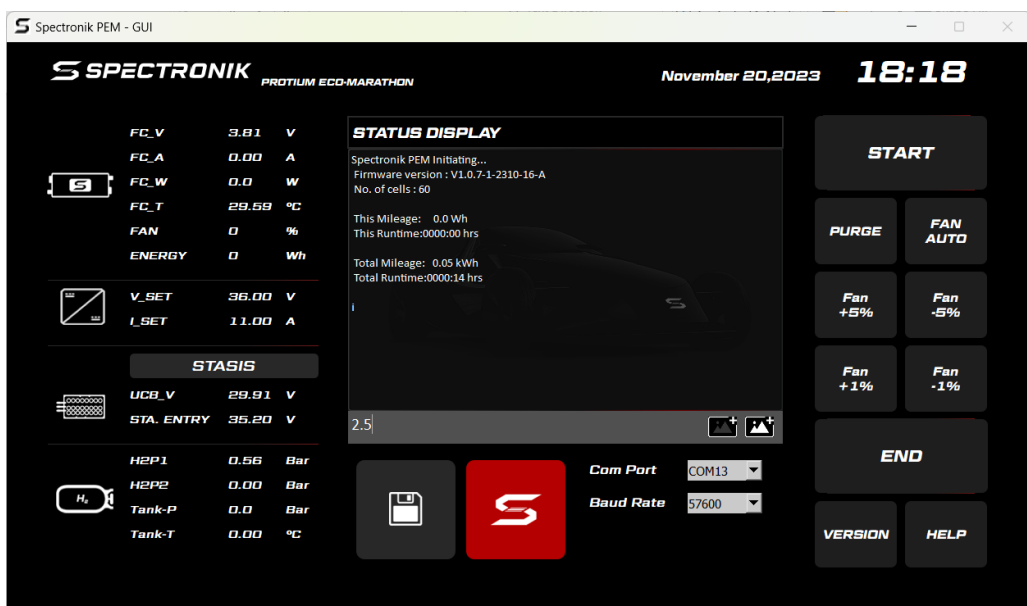 Spectronik PEM - GUI
SPECTRONIK PROTIUM ECO-MARATHON
November 20,2023
18:18
FC_V 3.81 V
FC_A 0.00 A
FC_W 0.0 W
FC_T 29.59 ºC
FAN 0 %
ENERGY 0 Wh
V_SET 36.00 V
I_SET 11.00 A
STASIS
UCB_V 29.91 V
STA. ENTRY 35.20 V
H2P1 0.56 Bar
H2P2 0.00 Bar
Tank-P 0.0 Bar
Tank-T 0.00 ºC
H₂
STATUS DISPLAY
Spectronik PEM Initiating...
Firmware version : V1.0.7-1-2310-16-A
No. of cells : 60
This Mileage: 0.0 Wh
This Runtime:0000:00 hrs
Total Mileage: 0.05 kWh
Total Runtime:0000:14 hrs
i
2.5
Com Port COM13
Baud Rate 57600
START
PURGE
FAN
AUTO
Fan
+5%
Fan
-5%
Fan
+1%
Fan
-1%
END
VERSION
HELP